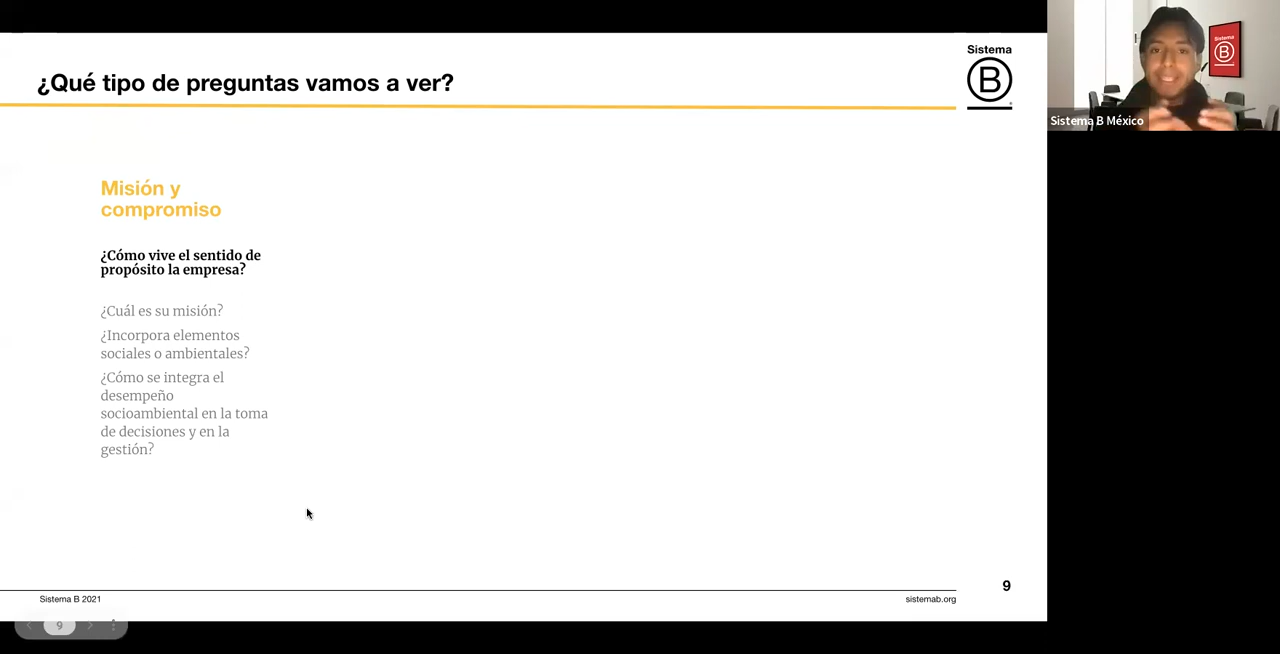 ¿Qué tipo de preguntas vamos a ver?
Sistema
B
Sistema
B
Sistema B México
Misión y
compromiso
¿Cómo vive el sentido de
propósito la empresa?
¿Cuál es su misión?
¿Incorpora elementos
sociales o ambientales?
¿Cómo se integra el
desempeño
socioambiental en la toma
de decisiones y en la
gestión?
9
Sistema B 2021
sistemab.org
9